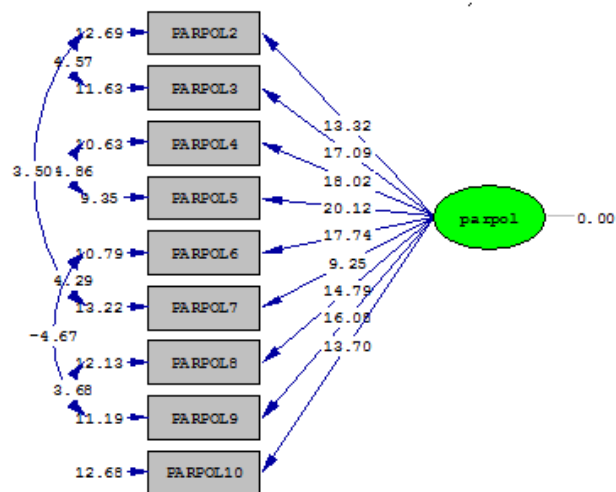 12.69 PARPOL2
4.57
11.63 PARPOL3
13.32
10.63 PARPOL4
17.09
3.50 4.86
18.02
9.35 PARPOL5
20.12
parpol 0.00
10.79 PARPOL6
17.74
4.29
9.25
13.22 PARPOL7
14.79
-4.67
16.08
12.13 PARPOL8
13.70
3.68
11.19 PARPOL9
12.68 PARPOL10